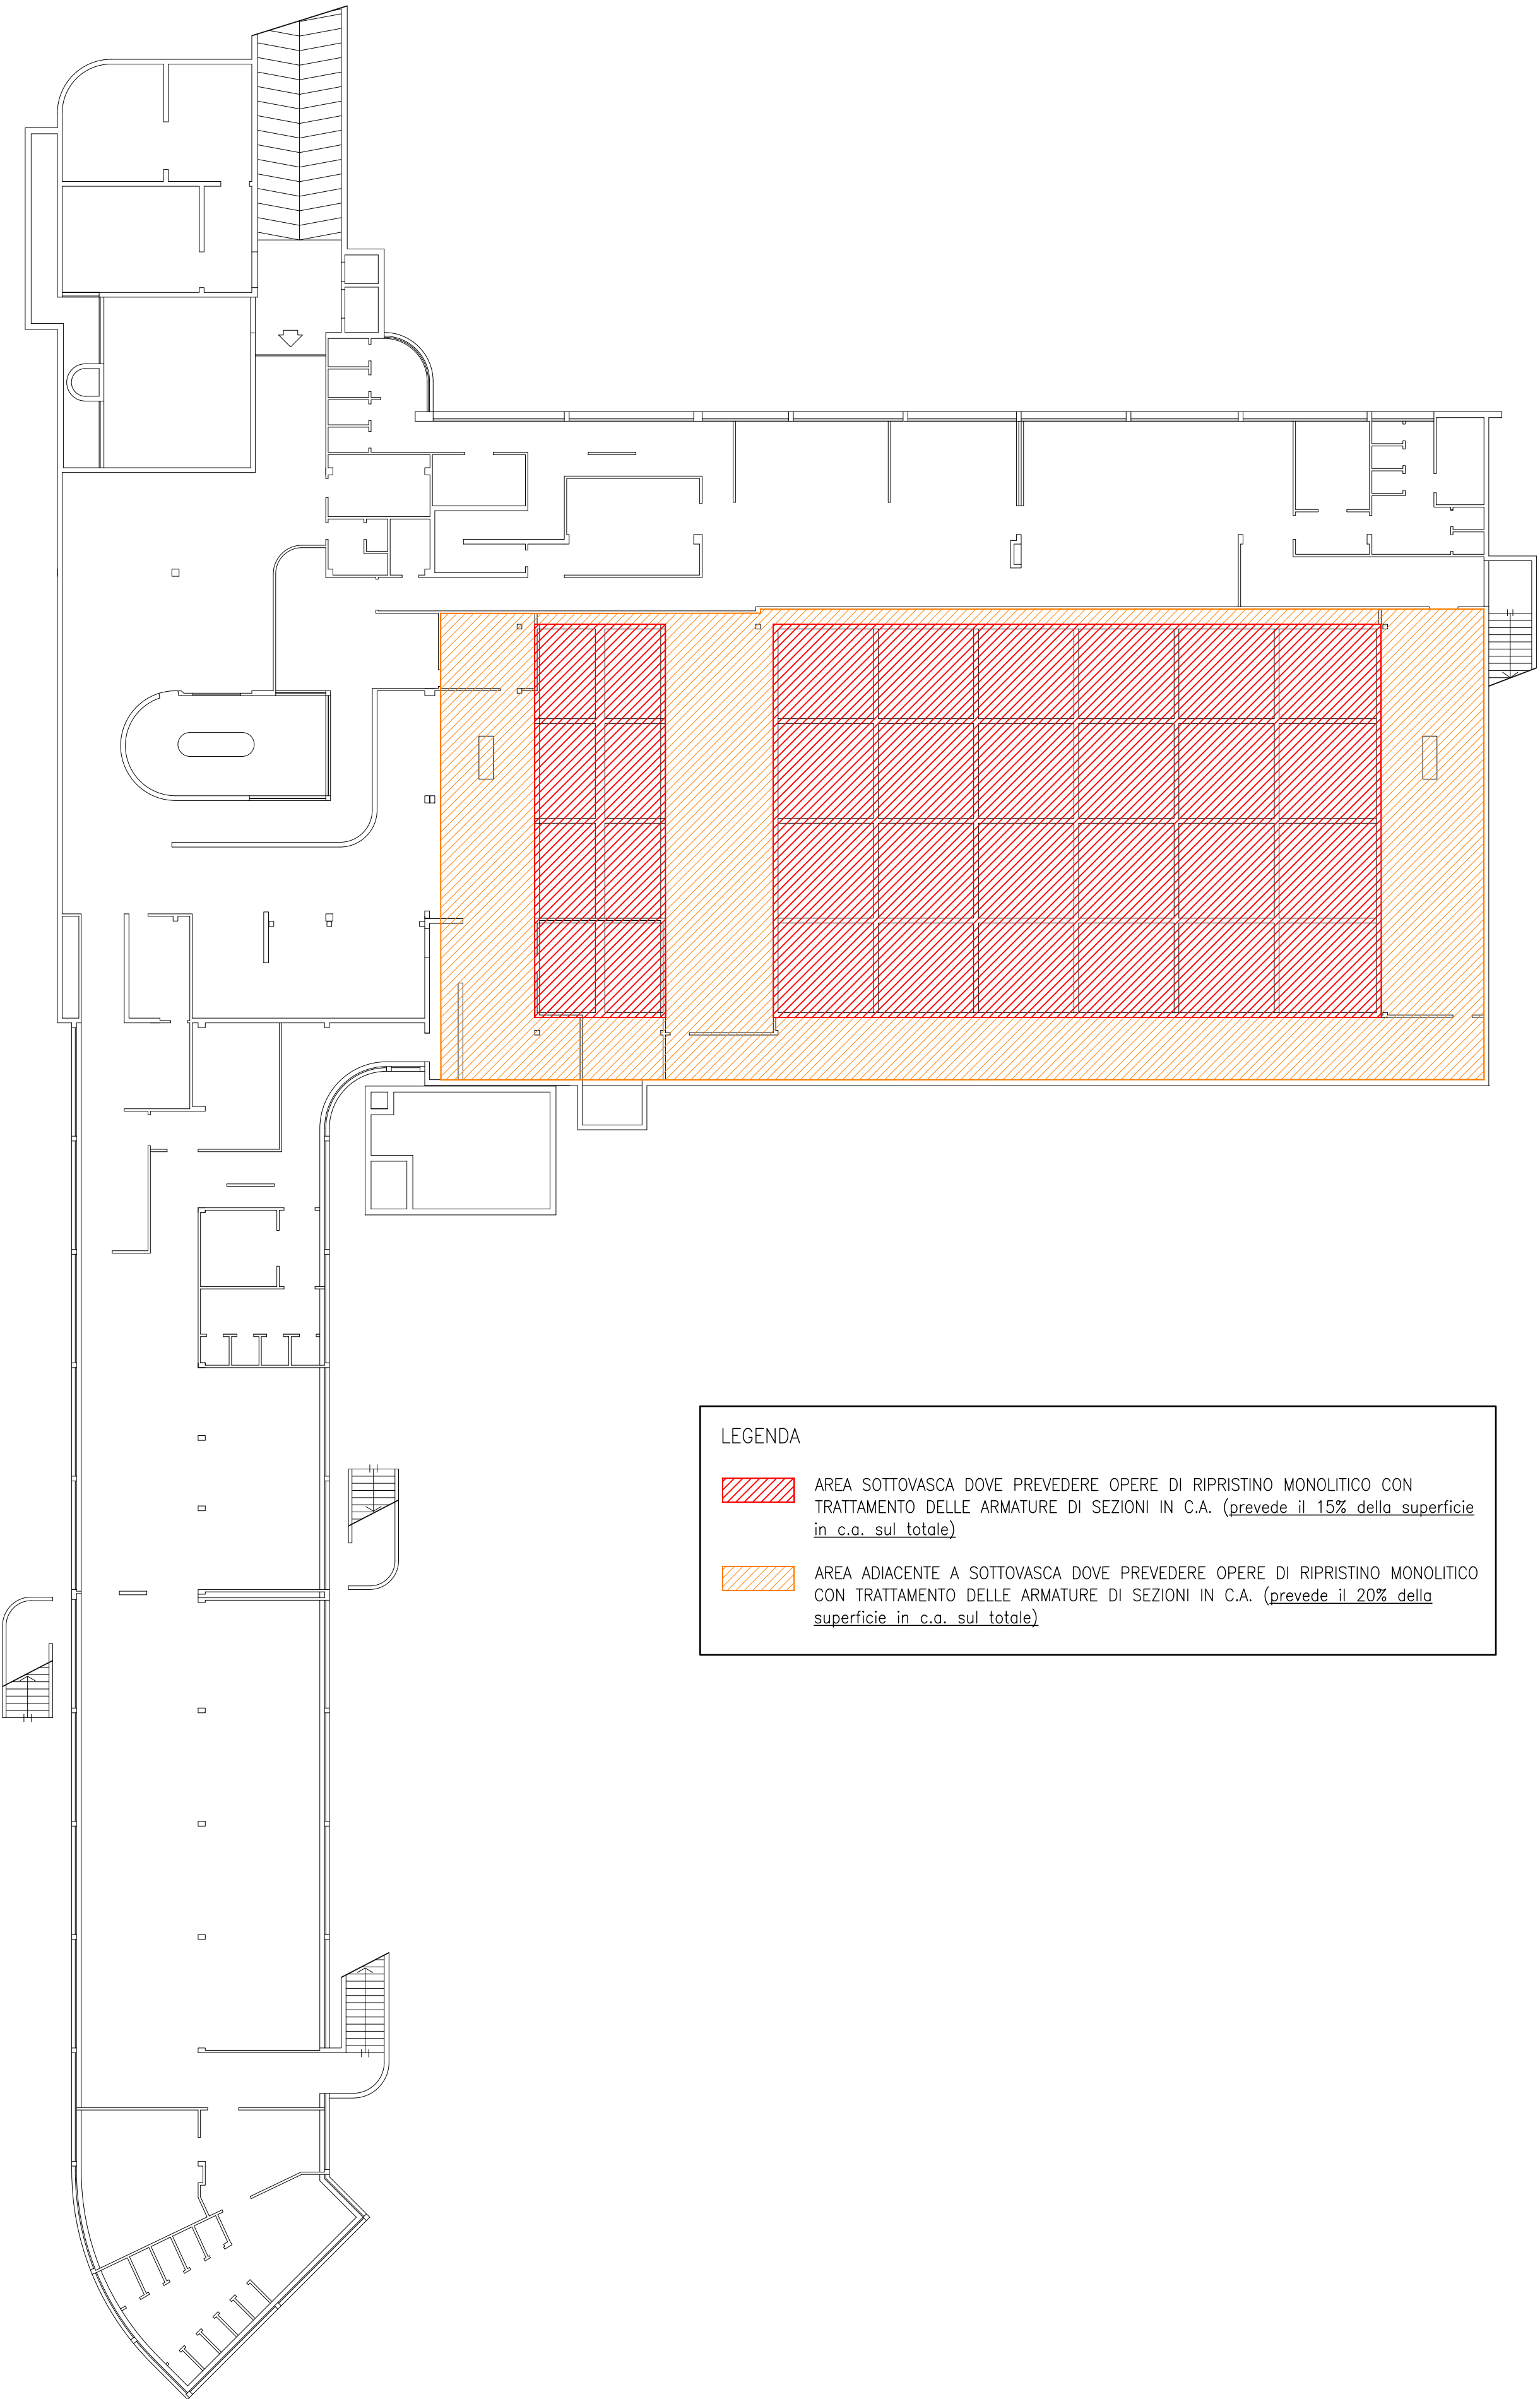 LEGENDA
AREA SOTTOVASCA DOVE PREVEDERE OPERE DI RIPRISTINO MONOLITICO CON
TRATTAMENTO DELLE ARMATURE DI SEZIONI IN C.A. (prevede il 15% della superficie
in c.a. sul totale)
AREA ADIACENTE A SOTTOVASCA DOVE PREVEDERE OPERE DI RIPRISTINO MONOLITICO
CON TRATTAMENTO DELLE ARMATURE DI SEZIONI IN C.A. (prevede il 20% della
superficie in c.a. sul totale)